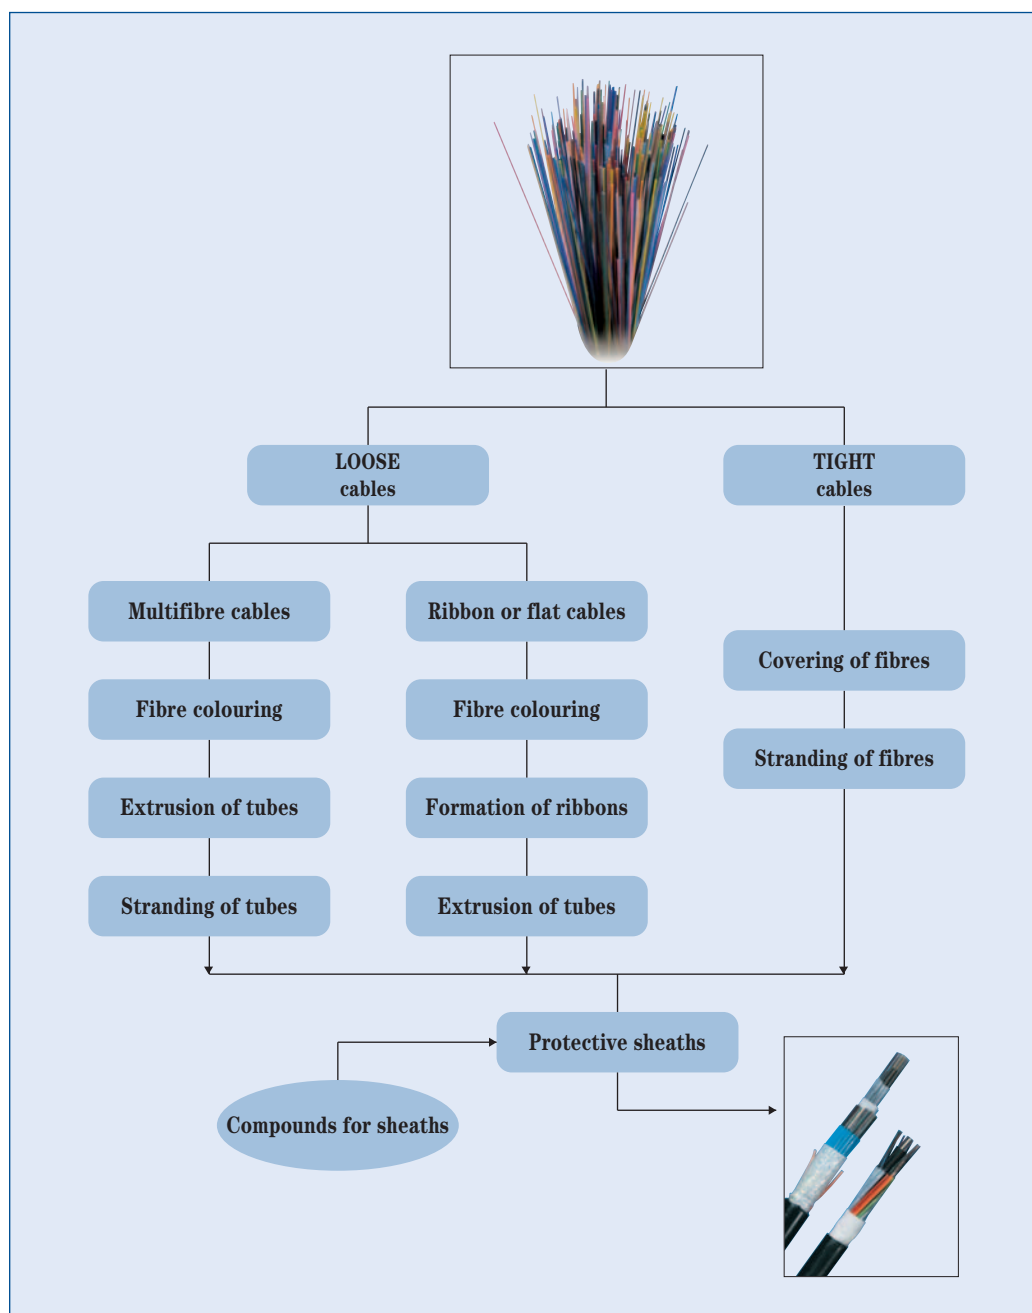 LOOSE
cables
TIGHT
cables
Multifibre cables
Ribbon or flat cables
Covering of fibres
Fibre colouring
Fibre colouring
Stranding of fibres
Extrusion of tubes
Formation of ribbons
Stranding of tubes
Extrusion of tubes
Protective sheaths
Compounds for sheaths